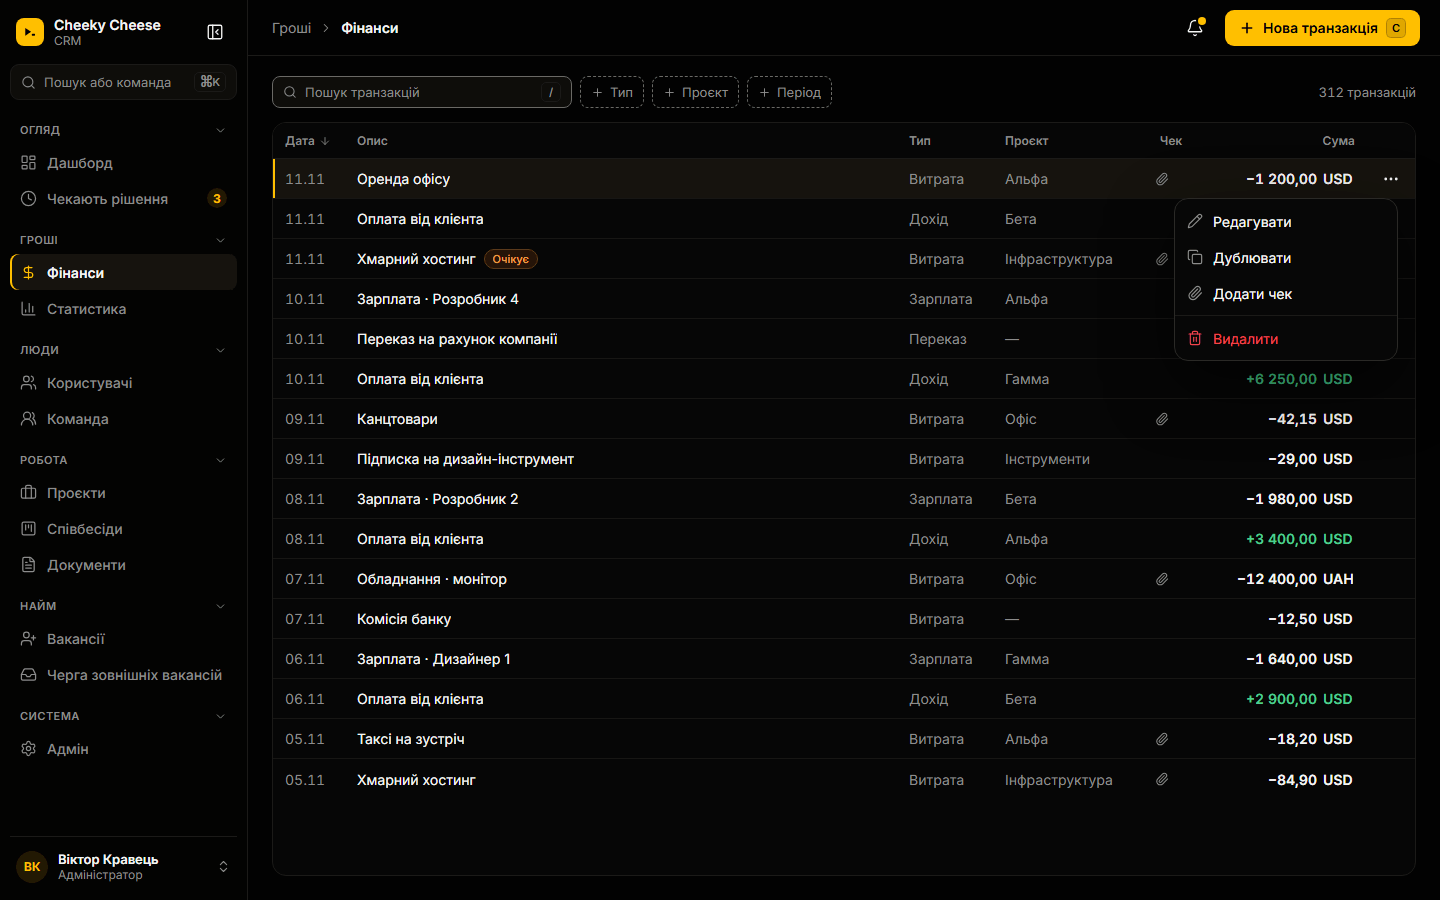 Cheeky Cheese
CRM
Пошук або команда ⌘K
ОГЛЯД
Дашборд
Чекають рішення 3
ГРОШІ
Фінанси
Статистика
ЛЮДИ
Користувачі
Команда
РОБОТА
Проєкти
Співбесіди
Документи
НАЙМ
Вакансії
Черга зовнішніх вакансій
СИСТЕМА
Адмін
ВК Віктор Кравець
Адміністратор
Гроші Фінанси
+ Нова транзакція C
Пошук транзакцій /
+ Тип
+ Проєкт
+ Період
312 транзакцій
Дата ↓ Опис Тип Проєкт Чек Сума
11.11 Оренда офісу Витрата Альфа −1 200,00 USD ···
11.11 Оплата від клієнта Дохід Бета
11.11 Хмарний хостинг Очікує Витрата Інфраструктура
10.11 Зарплата · Розробник 4 Зарплата Альфа
10.11 Переказ на рахунок компанії Переказ —
10.11 Оплата від клієнта Дохід Гамма +6 250,00 USD
09.11 Канцтовари Витрата Офіс −42,15 USD
09.11 Підписка на дизайн-інструмент Витрата Інструменти −29,00 USD
08.11 Зарплата · Розробник 2 Зарплата Бета −1 980,00 USD
08.11 Оплата від клієнта Дохід Альфа +3 400,00 USD
07.11 Обладнання · монітор Витрата Офіс −12 400,00 UAH
07.11 Комісія банку Витрата — −12,50 USD
06.11 Зарплата · Дизайнер 1 Зарплата Гамма −1 640,00 USD
06.11 Оплата від клієнта Дохід Бета +2 900,00 USD
05.11 Таксі на зустріч Витрата Альфа −18,20 USD
05.11 Хмарний хостинг Витрата Інфраструктура −84,90 USD
Редагувати
Дублювати
Додати чек
Видалити